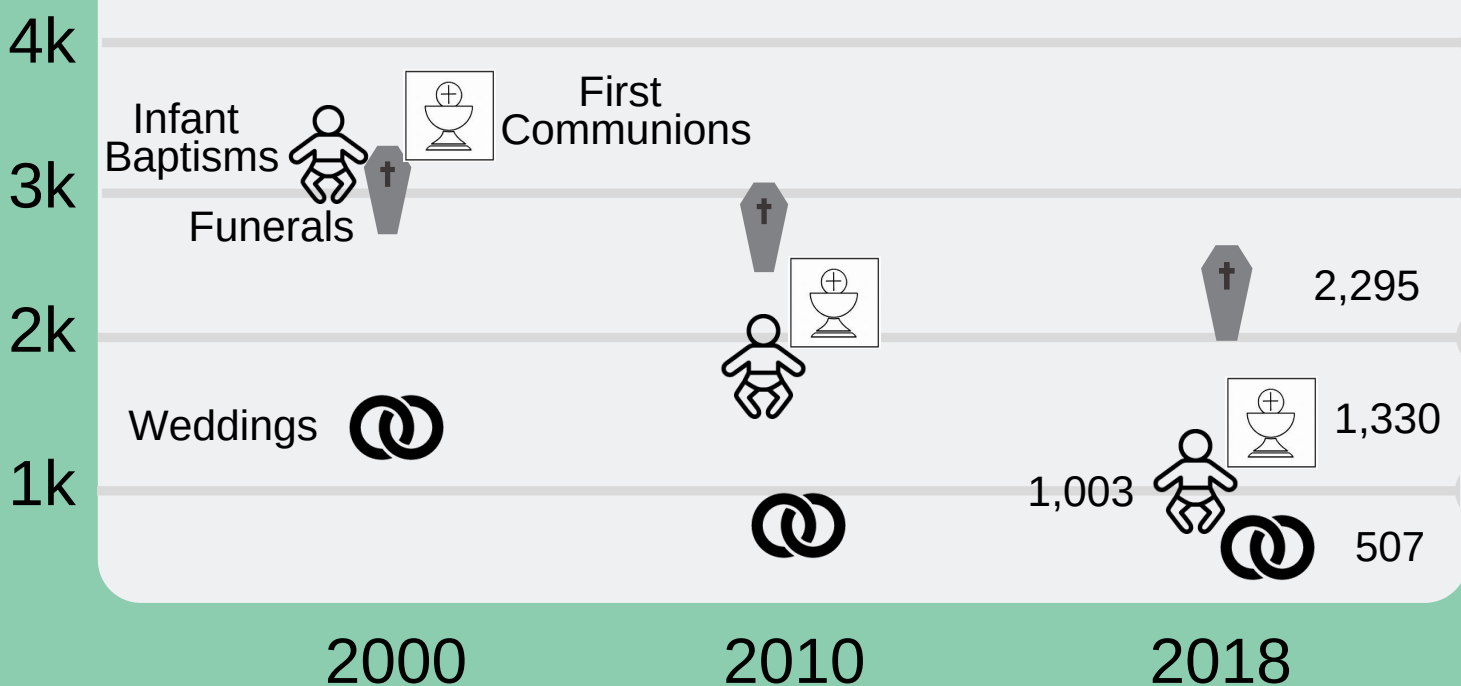 4k
First
Communions
Infant
Baptisms
3k
Funerals
2,295
2k
Weddings
1,330
1k
1,003
507
2000 2010 2018